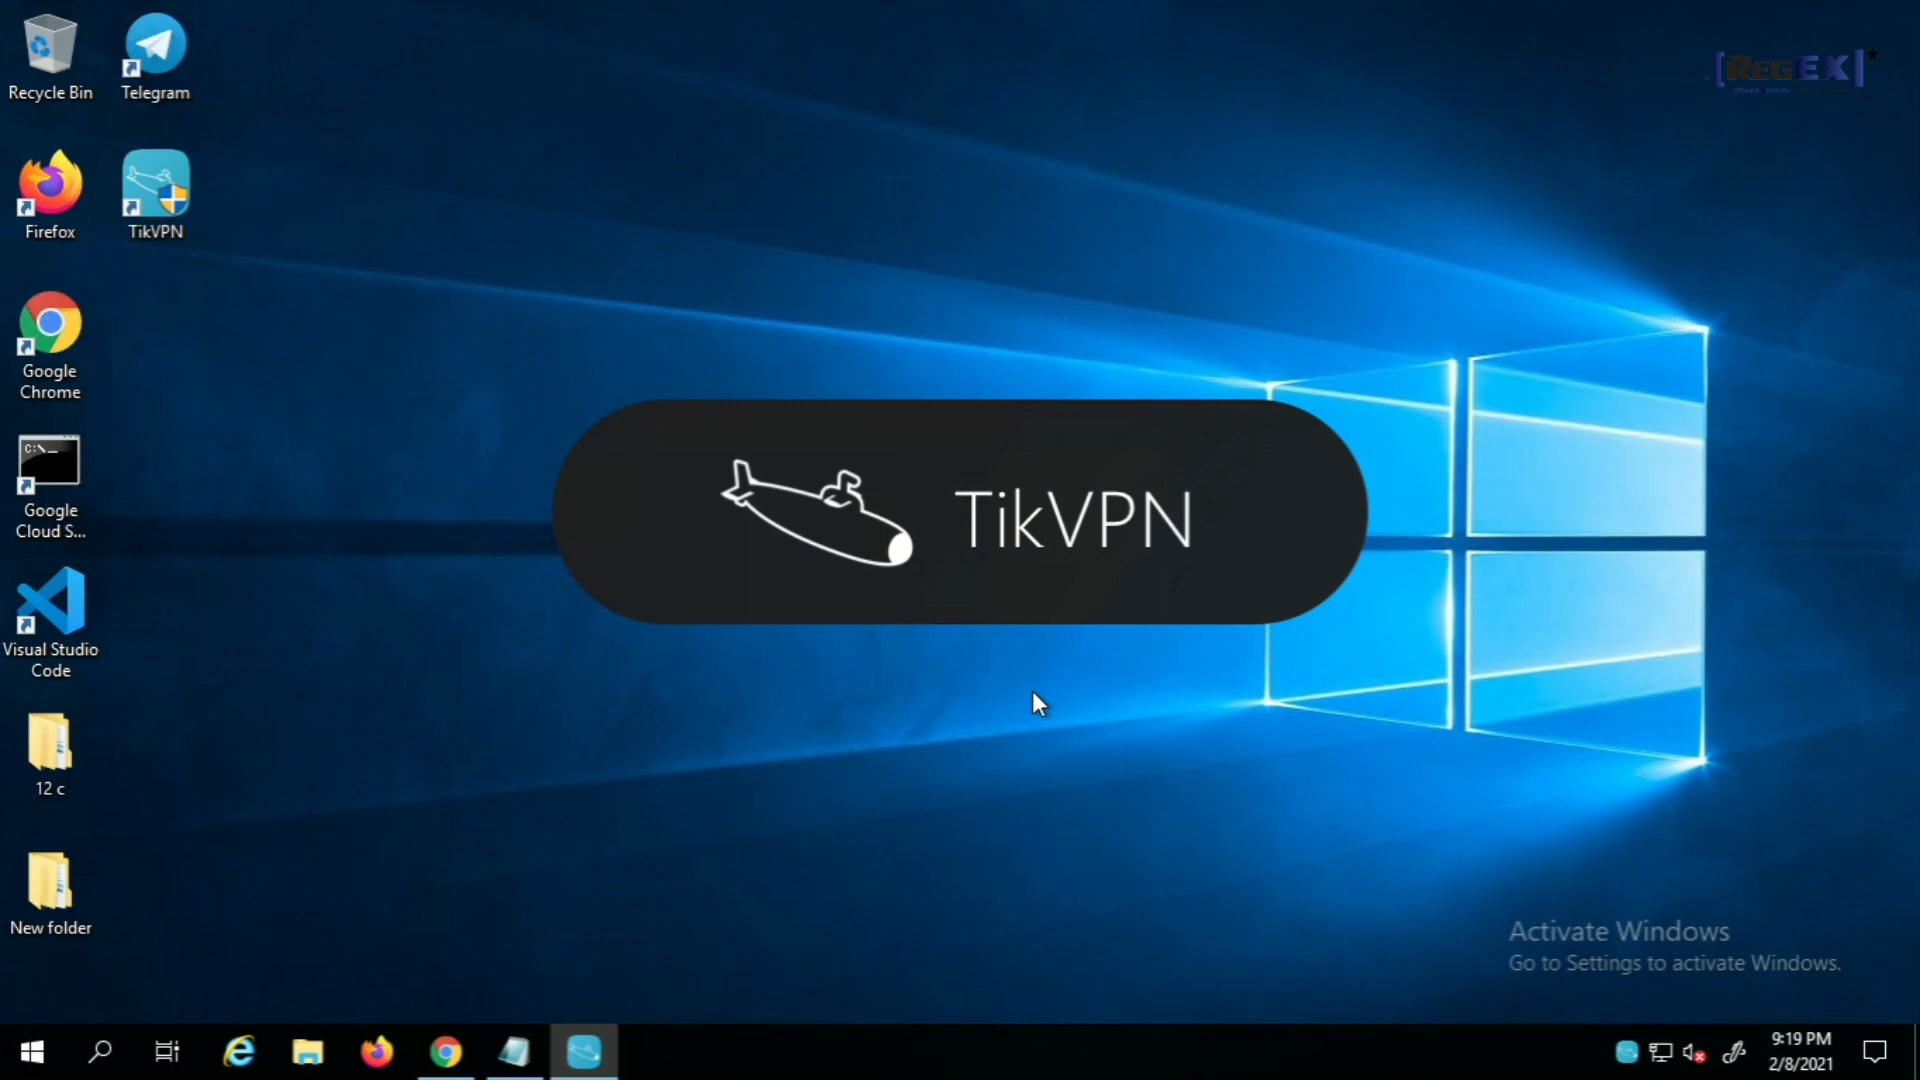 Recycle Bin
Telegram
[REGEX]*
Firefox
TikVPN
Google
Chrome
C:\>_
Google
Cloud S...
Visual Studio
Code
12 c
New folder
TikVPN
Activate Windows
Go to Settings to activate Windows.
9:19 PM
2/8/2021